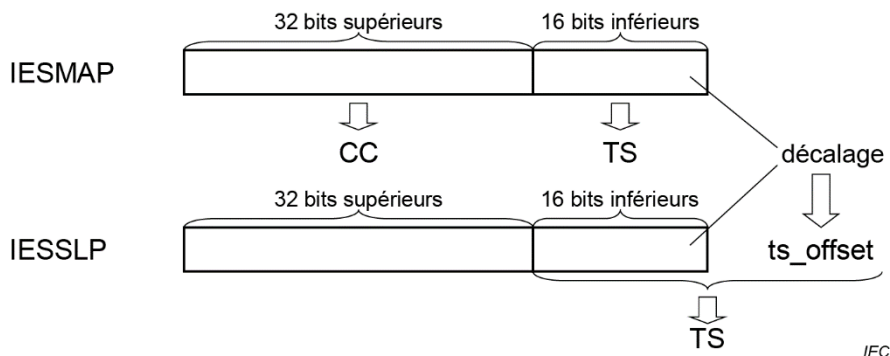 32 bits supérieurs 16 bits inférieurs
IESMAP
CC TS décalage
32 bits supérieurs 16 bits inférieurs
IESSLP ts_offset
TS
IEC